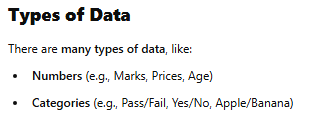 Types of Data
There are many types of data, like:
• Numbers (e.g., Marks, Prices, Age)
• Categories (e.g., Pass/Fail, Yes/No, Apple/Banana)